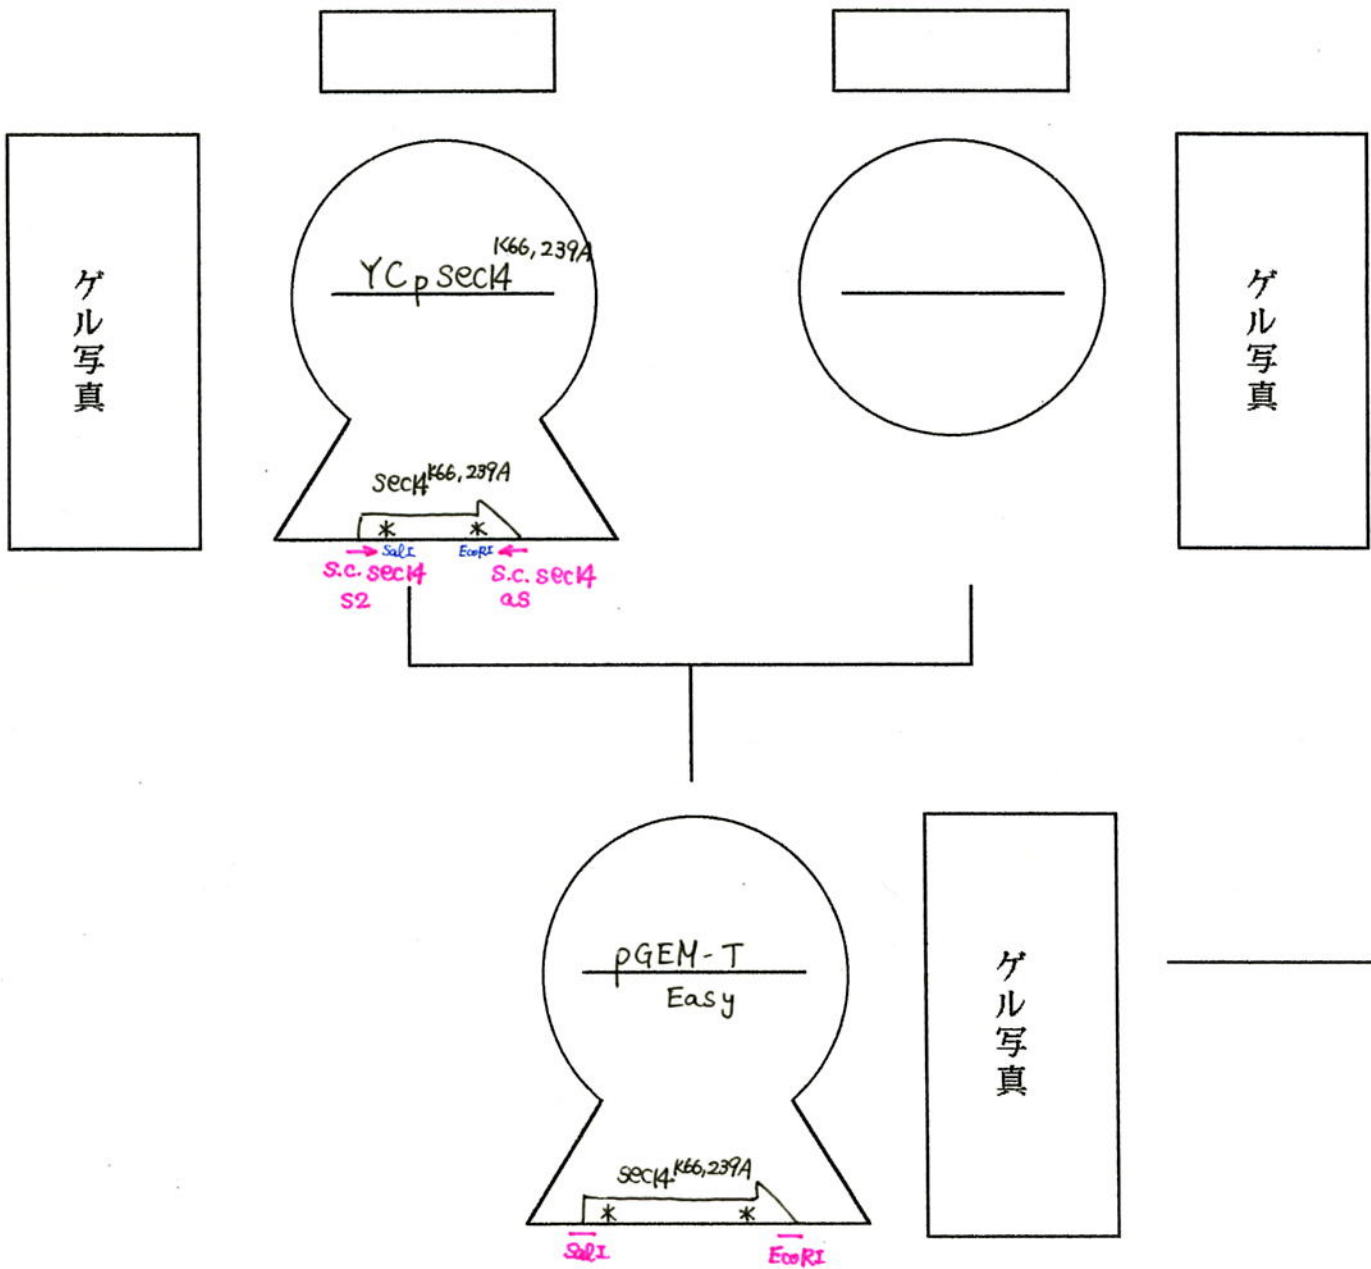 ゲル写真
YCp sec14 K66,239A
ゲル写真
sec14 K66,239A
* *
SalI EcoRI
S.C. sec14 S2
S.C. sec14 as
pGEM-T
Easy
ゲル写真
sec14 K66,239A
* *
SalI
EcoRI